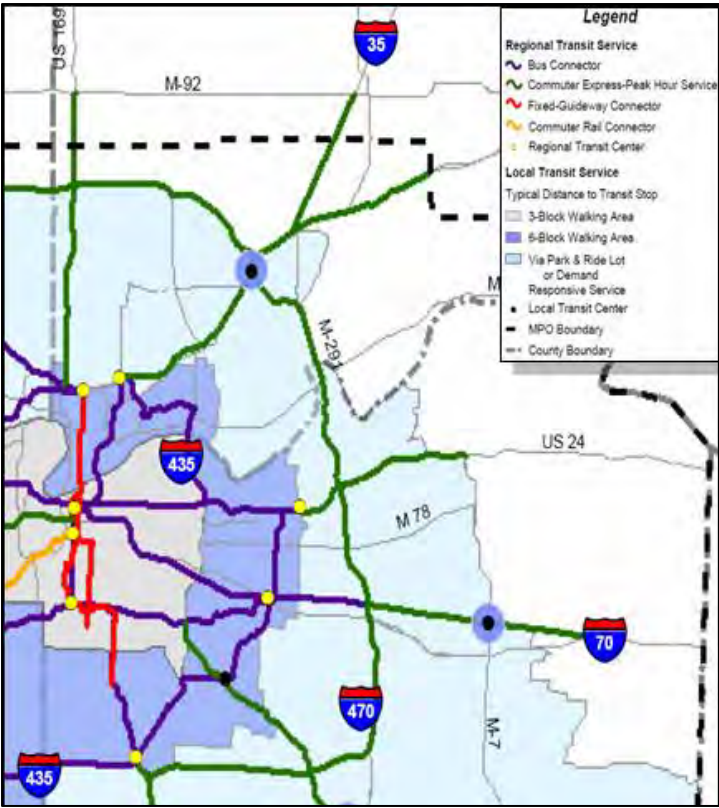 Legend
Regional Transit Service
Bus Connector
Commuter Express-Peak Hour Service
Fixed-Guideway Connector
Commuter Rail Connector
Regional Transit Center
Local Transit Service
Typical Distance to Transit Stop
3-Block Walking Area
6-Block Walking Area
Via Park & Ride Lot
or Demand
Responsive Service
Local Transit Center
MPO Boundary
County Boundary
US 169
35
M-92
M
M-291
435
US 24
M 78
70
470
M-7
435